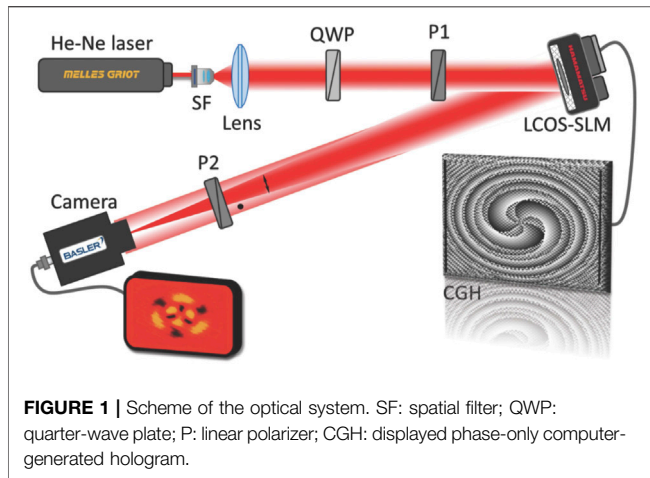 He-Ne laser
MELLES GRIOT
SF
Lens
QWP
P1
HAMAMATSU
LCOS-SLM
P2
Camera
BASLER
CGH
FIGURE 1 | Scheme of the optical system. SF: spatial filter; QWP:
quarter-wave plate; P: linear polarizer; CGH: displayed phase-only computer-
generated hologram.